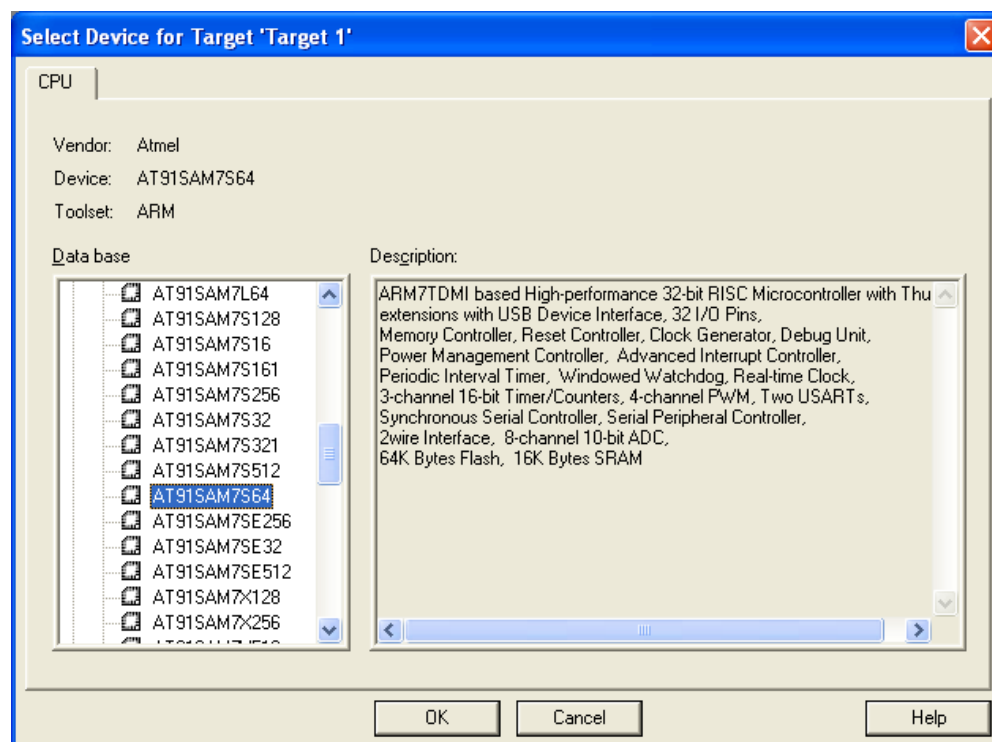 Select Device for Target 'Target 1'
CPU
Vendor: Atmel
Device: AT91SAM7S64
Toolset: ARM
Data base
AT91SAM7L64
AT91SAM7S128
AT91SAM7S16
AT91SAM7S161
AT91SAM7S256
AT91SAM7S32
AT91SAM7S321
AT91SAM7S512
AT91SAM7S64
AT91SAM7SE256
AT91SAM7SE32
AT91SAM7SE512
AT91SAM7X128
AT91SAM7X256
Description:
ARM7TDMI based High-performance 32-bit RISC Microcontroller with Thu
extensions with USB Device Interface, 32 I/O Pins,
Memory Controller, Reset Controller, Clock Generator, Debug Unit,
Power Management Controller,  Advanced Interrupt Controller,
Periodic Interval Timer,  Windowed Watchdog, Real-time Clock,
3-channel 16-bit Timer/Counters, 4-channel PWM, Two USARTs,
Synchronous Serial Controller, Serial Peripheral Controller,
2wire Interface,  8-channel 10-bit ADC,
64K Bytes Flash,  16K Bytes SRAM
OK
Cancel
Help